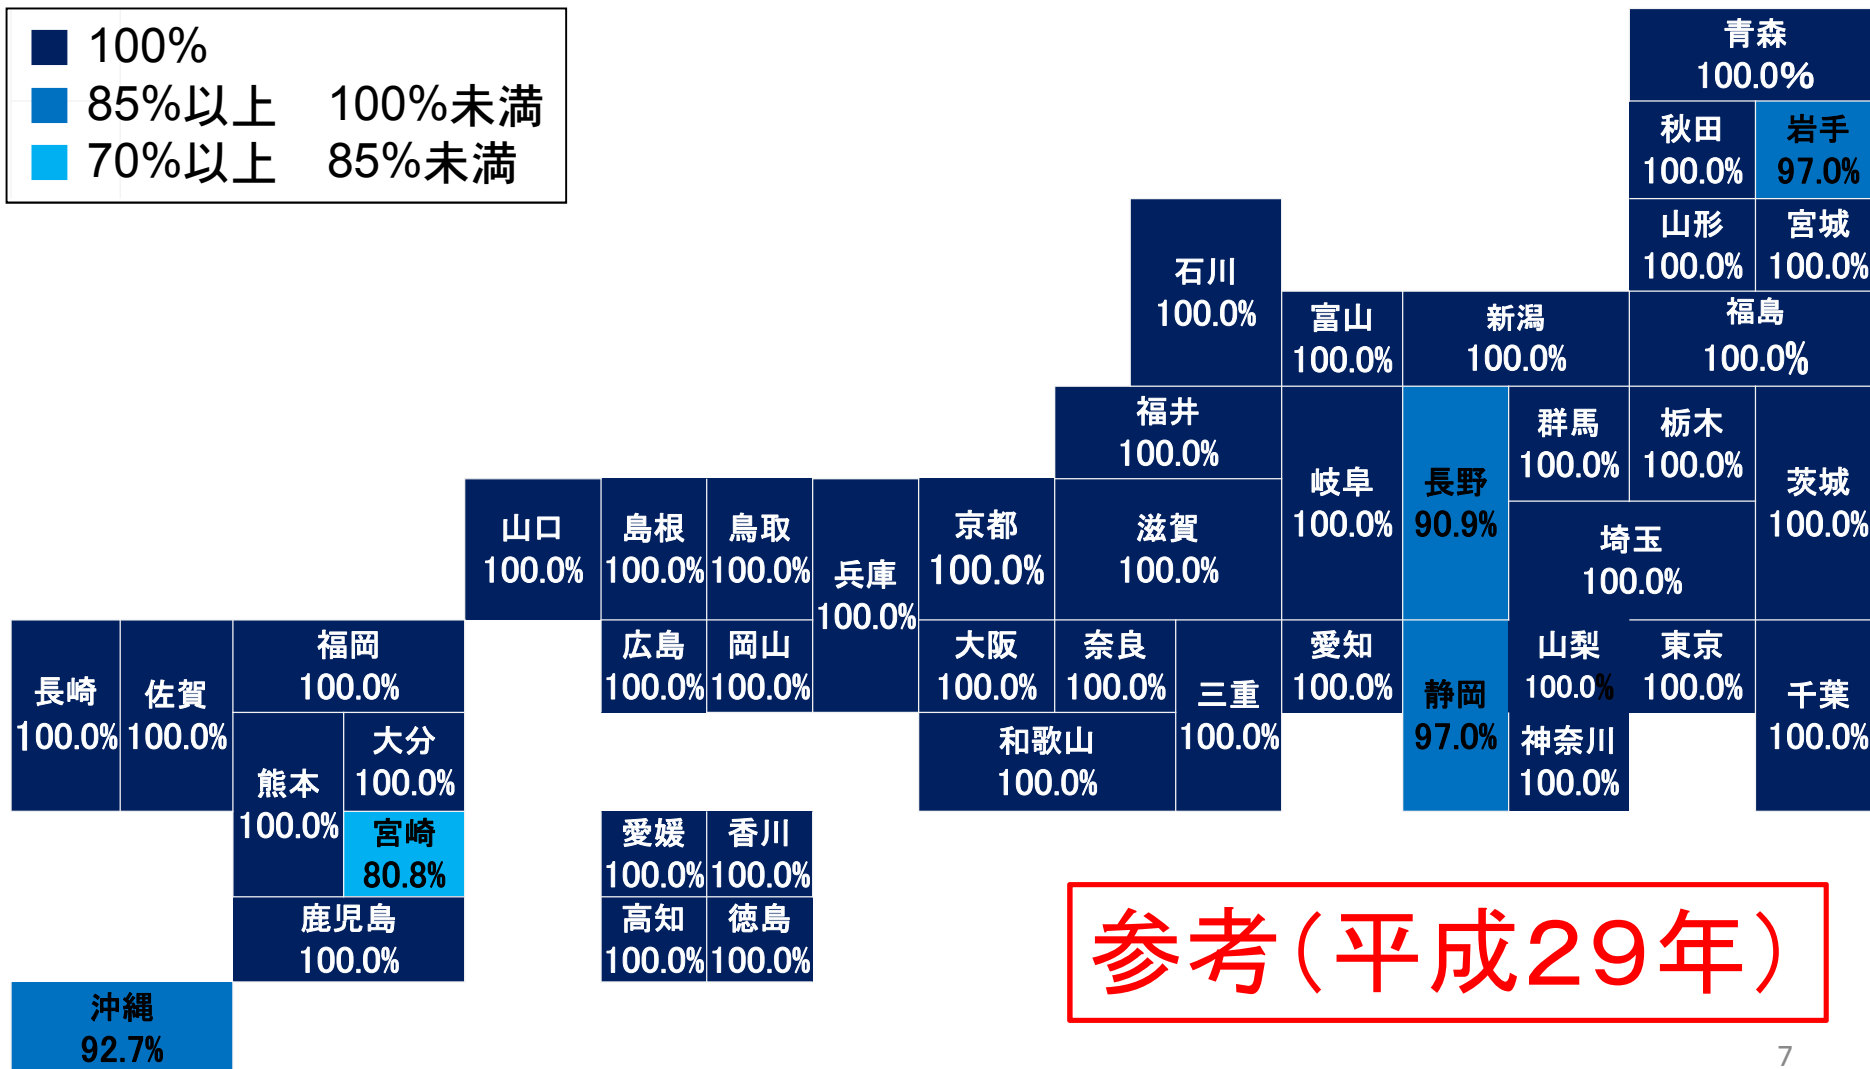 100%
85%以上　100%未満
70%以上　85%未満
青森
100.0%
秋田
100.0%
岩手
97.0%
山形
100.0%
宮城
100.0%
石川
100.0%
富山
100.0%
新潟
100.0%
福島
100.0%
福井
100.0%
岐阜
100.0%
長野
90.9%
群馬
100.0%
栃木
100.0%
茨城
100.0%
山口
100.0%
島根
100.0%
鳥取
100.0%
兵庫
100.0%
京都
100.0%
滋賀
100.0%
埼玉
100.0%
長崎
100.0%
佐賀
100.0%
福岡
100.0%
広島
100.0%
岡山
100.0%
大阪
100.0%
奈良
100.0%
三重
100.0%
愛知
100.0%
静岡
97.0%
山梨
100.0%
東京
100.0%
千葉
100.0%
熊本
100.0%
大分
100.0%
和歌山
100.0%
神奈川
100.0%
宮崎
80.8%
愛媛
100.0%
香川
100.0%
鹿児島
100.0%
高知
100.0%
徳島
100.0%
参考（平成２９年）
沖縄
92.7%
7